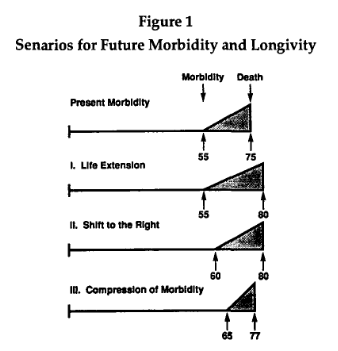 Figure 1
Senarios for Future Morbidity and Longivity
Morbidity Death
Present Morbidity
55 75
I. Life Extension
55 80
II. Shift to the Right
60 80
III. Compression of Morbidity
65 77